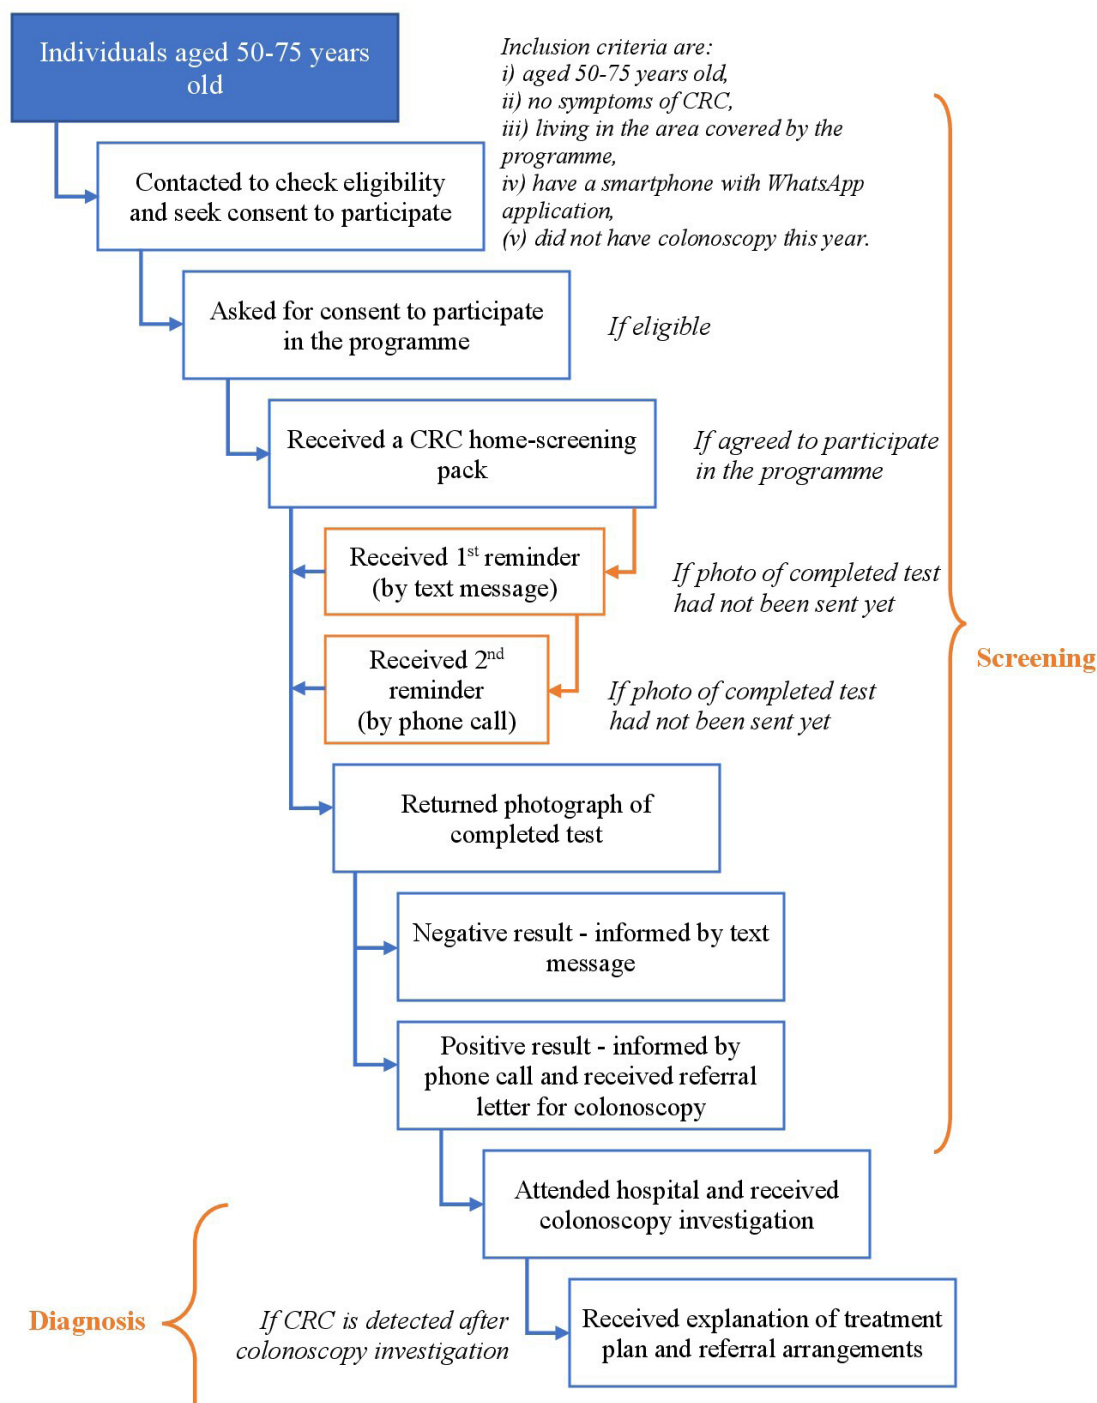 Individuals aged 50-75 years
old
Inclusion criteria are:
i) aged 50-75 years old,
ii) no symptoms of CRC,
iii) living in the area covered by the
programme,
iv) have a smartphone with WhatsApp
application,
(v) did not have colonoscopy this year.
Contacted to check eligibility
and seek consent to participate
Asked for consent to participate
in the programme
If eligible
Received a CRC home-screening
pack
If agreed to participate
in the programme
Received 1st reminder
(by text message)
If photo of completed test
had not been sent yet
Received 2nd
reminder
(by phone call)
If photo of completed test
had not been sent yet
Screening
Returned photograph of
completed test
Negative result - informed by text
message
Positive result - informed by
phone call and received referral
letter for colonoscopy
Attended hospital and received
colonoscopy investigation
Diagnosis
If CRC is detected after
colonoscopy investigation
Received explanation of treatment
plan and referral arrangements